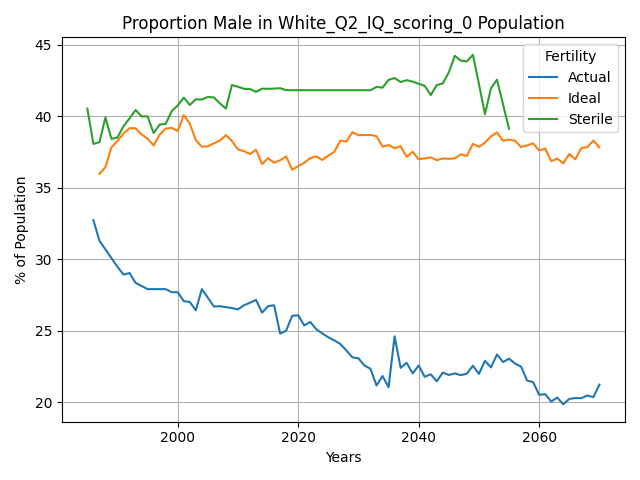 Proportion Male in White_Q2_IQ_scoring_0 Population
45
40
35
30
25
20
% of Population
2000
2020
2040
2060
Years
Fertility
Actual
Ideal
Sterile